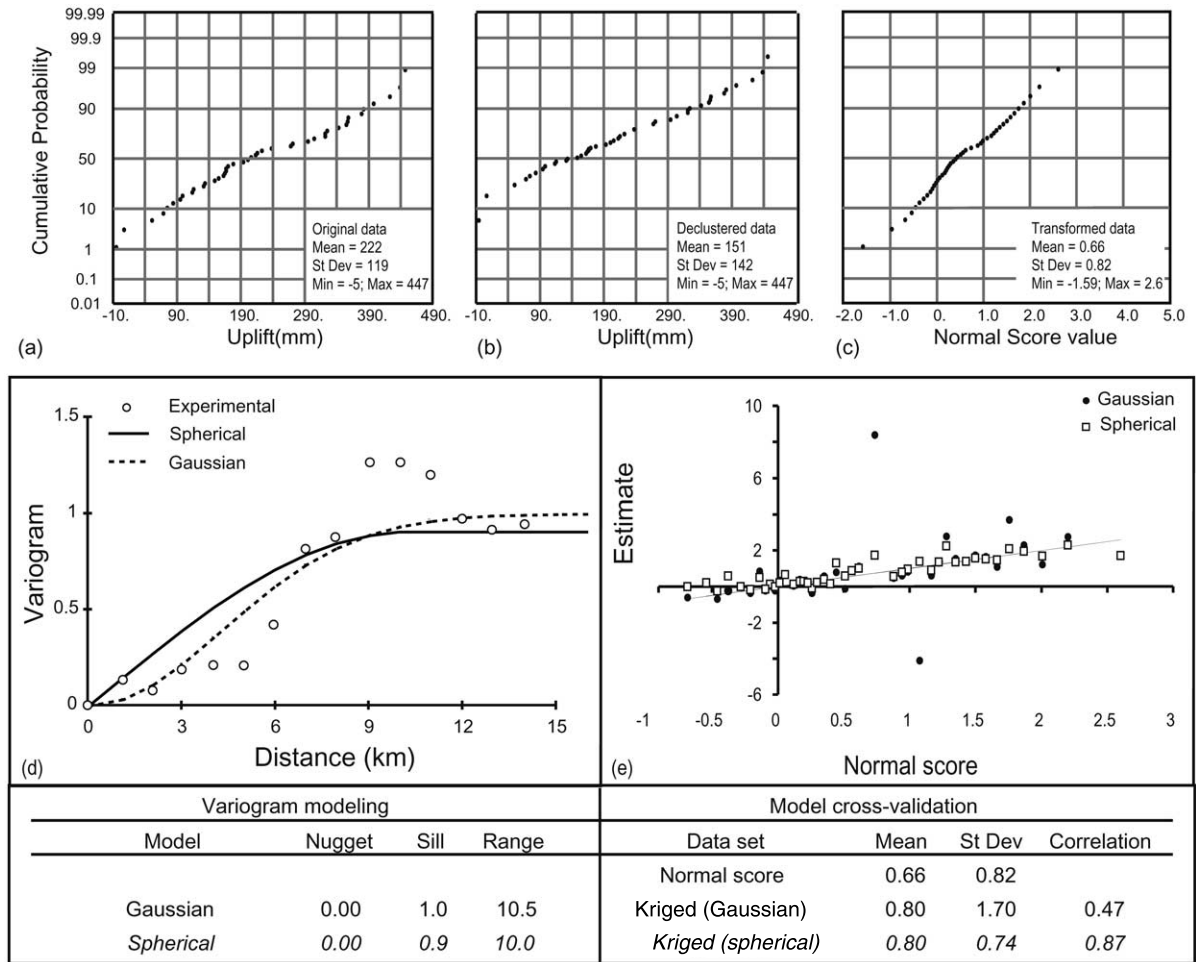 99.99
99.9
99
90
50
10
1
0.1
0.01
Cumulative Probability
Original data
Mean = 222
St Dev = 119
Min = -5; Max = 447
-10. 90. 190. 290. 390. 490.
(a) Uplift(mm)
Declustered data
Mean = 151
St Dev = 142
Min = -5; Max = 447
-10. 90. 190. 290. 390. 490.
(b) Uplift(mm)
Transformed data
Mean = 0.66
St Dev = 0.82
Min = -1.59; Max = 2.6
-2.0 -1.0 0. 1.0 2.0 3.0 4.0 5.0
(c) Normal Score value
1.5
1
0.5
0
Variogram
Experimental
Spherical
Gaussian
0 3 6 9 12 15
(d) Distance (km)
10
8
6
4
2
0
-2
-4
-6
Estimate
Gaussian
Spherical
-1 -0.5 0 0.5 1 1.5 2 2.5 3
(e) Normal score
Variogram modeling
Model Nugget Sill Range
Gaussian 0.00 1.0 10.5
Spherical 0.00 0.9 10.0
Model cross-validation
Data set Mean St Dev Correlation
Normal score 0.66 0.82
Kriged (Gaussian) 0.80 1.70 0.47
Kriged (spherical) 0.80 0.74 0.87